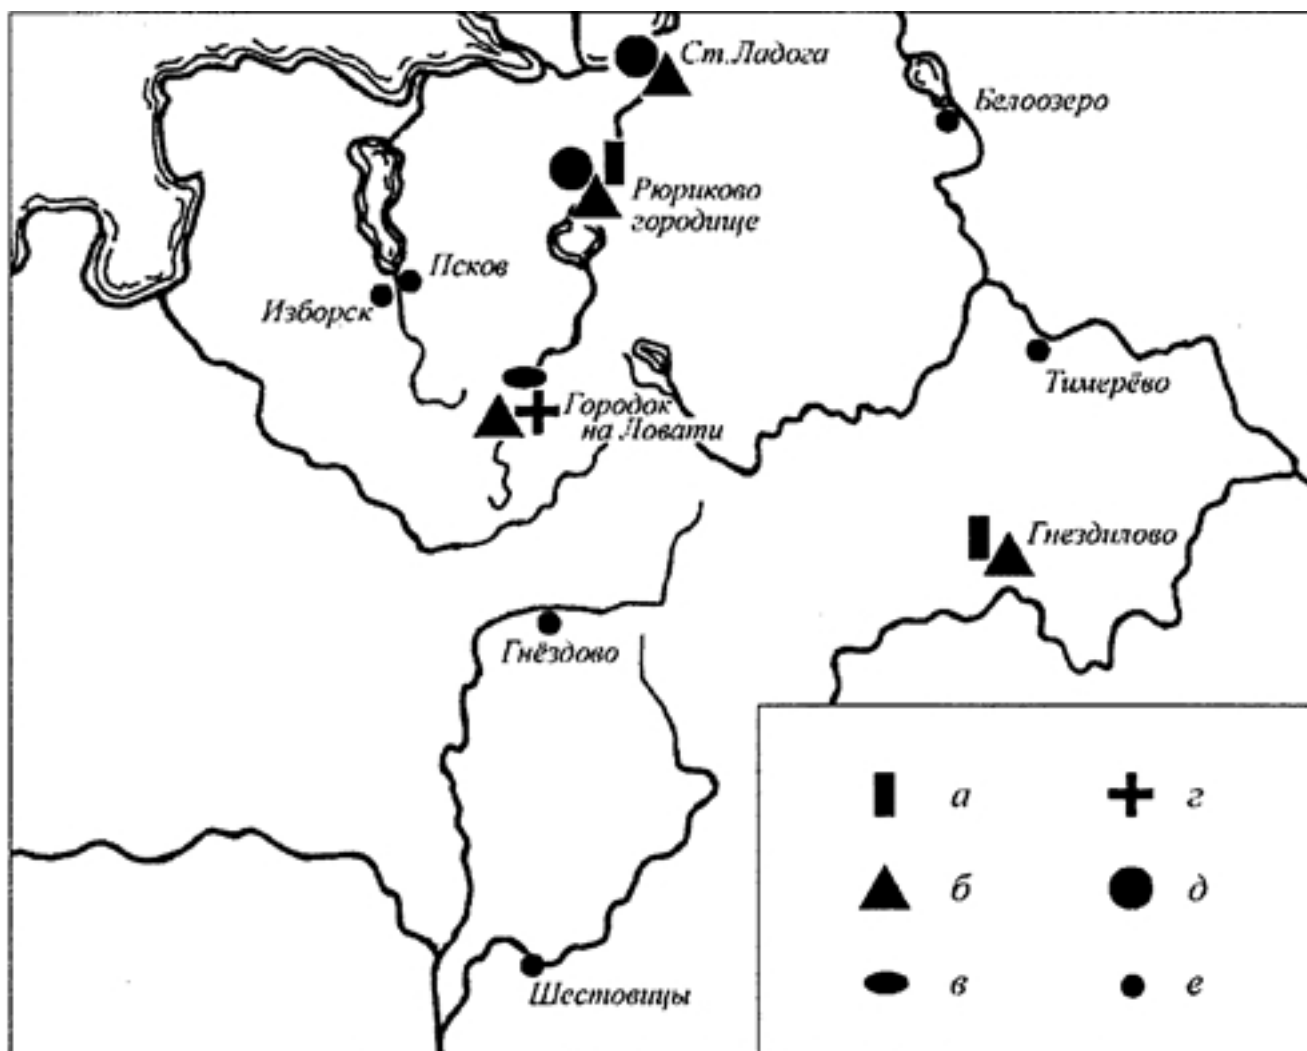 Ст.Ладога
Белоозеро
Рюриково
городище
Псков
Изборск
Тимерёво
Городок
на Ловати
Гнездилово
Гнёздово
Шестовицы
а
г
б
д
в
е